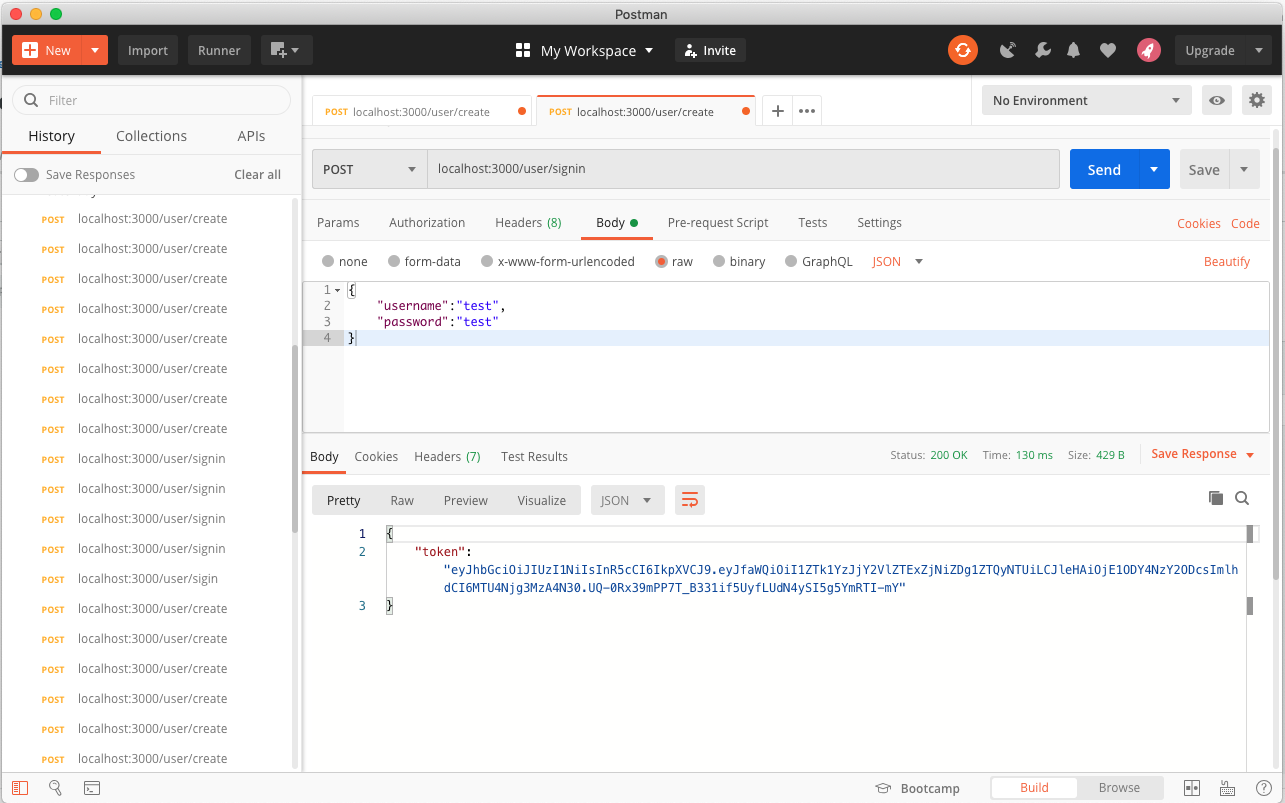 Postman
New
Import
Runner
My Workspace
Invite
Upgrade
Filter
History Collections APIs
Save Responses Clear all
POST localhost:3000/user/create
POST localhost:3000/user/create
POST localhost:3000/user/create
POST localhost:3000/user/create
POST localhost:3000/user/create
POST localhost:3000/user/create
POST localhost:3000/user/create
POST localhost:3000/user/create
POST localhost:3000/user/signin
POST localhost:3000/user/signin
POST localhost:3000/user/signin
POST localhost:3000/user/signin
POST localhost:3000/user/sigin
POST localhost:3000/user/create
POST localhost:3000/user/create
POST localhost:3000/user/create
POST localhost:3000/user/create
POST localhost:3000/user/create
POST localhost:3000/user/create
POST localhost:3000/user/create
POST localhost:3000/user/create
No Environment
POST localhost:3000/user/signin
Send
Save
Params Authorization Headers (8) Body Pre-request Script Tests Settings Cookies Code
none form-data x-www-form-urlencoded raw binary GraphQL JSON Beautify
1 {
2 "username":"test",
3 "password":"test"
4 }
Body Cookies Headers (7) Test Results Status: 200 OK Time: 130 ms Size: 429 B Save Response
Pretty Raw Preview Visualize JSON
1 {
2 "token":
"eyJhbGciOiJIUzI1NiIsInR5cCI6IkpXVCJ9.eyJfaWQiOiI1ZTk1YzJjY2VlZTExZjNiZDg1ZTQyNTUiLCJleHAiOjE1ODY4NzY2ODcsImlh
dCI6MTU4Njg3MzA4N30.UQ-0Rx39mPP7T_B331if5UyfLUdN4ySI5g5YmRTI-mY"
3 }
Bootcamp Build Browse